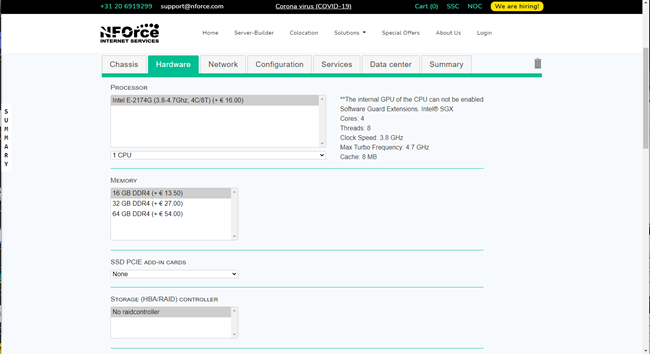 +31 20 6919299 support@nforce.com Corona virus (COVID-19) Cart (0) SSC NOC We are hiring!
NFOrce
INTERNET SERVICES
Home Server-Builder Colocation Solutions Special Offers About Us Login
Chassis Hardware Network Configuration Services Data center Summary
SUMMARY
Processor
Intel E-2174G (3.8-4.7Ghz, 4C/8T) (+ € 16.00)
1 CPU
**The internal GPU of the CPU can not be enabled
Software Guard Extensions. Intel® SGX
Cores: 4
Threads: 8
Clock Speed: 3.8 GHz
Max Turbo Frequency: 4.7 GHz
Cache: 8 MB
Memory
16 GB DDR4 (+ € 13.50)
32 GB DDR4 (+ € 27.00)
64 GB DDR4 (+ € 54.00)
SSD PCIE add-in cards
None
Storage (HBA/RAID) controller
No raidcontroller